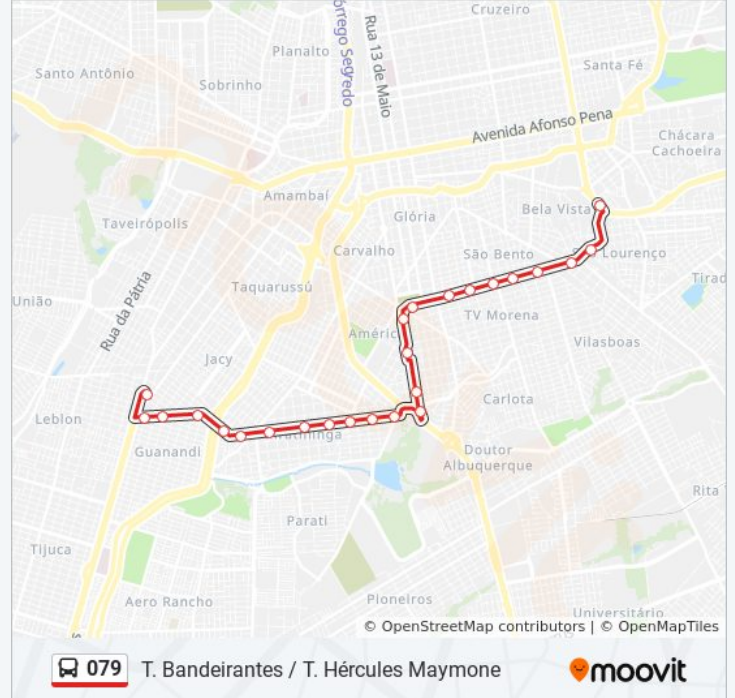 Cruzeiro
Rua 13 de Maio
Planalto
Santo Antônio
Sobrinho
Santa Fé
Avenida Afonso Pena
Chácara
Cachoeira
Amambaí
Taveirópolis
Glória
Bela Vista
Carvalho
São Bento
Lourenço
Taquarussú
União
Rua da Pátria
TV Morena
Améric
Vilasboas
Jacy
Carlota
Leblon
Guanandi
Doutor
Albuquerque
Rita
Parati
Tijuca
Aero Rancho
Pioneiros
Universitário
© OpenStreetMap contributors | © OpenMapTiles
079 T. Bandeirantes / T. Hércules Maymone
moovit